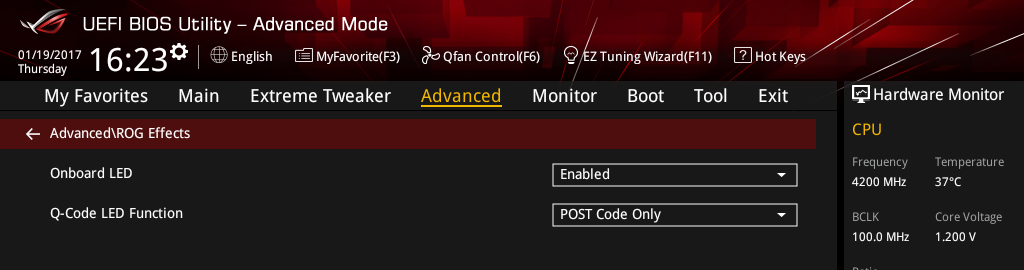 UEFI BIOS Utility – Advanced Mode
01/19/2017
Thursday
16:23
English
MyFavorite(F3)
Qfan Control(F6)
EZ Tuning Wizard(F11)
? Hot Keys
My Favorites
Main
Extreme Tweaker
Advanced
Monitor
Boot
Tool
Exit
Hardware Monitor
Advanced\ROG Effects
Onboard LED
Enabled
Q-Code LED Function
POST Code Only
CPU
Frequency
Temperature
4200 MHz
37°C
BCLK
Core Voltage
100.0 MHz
1.200 V